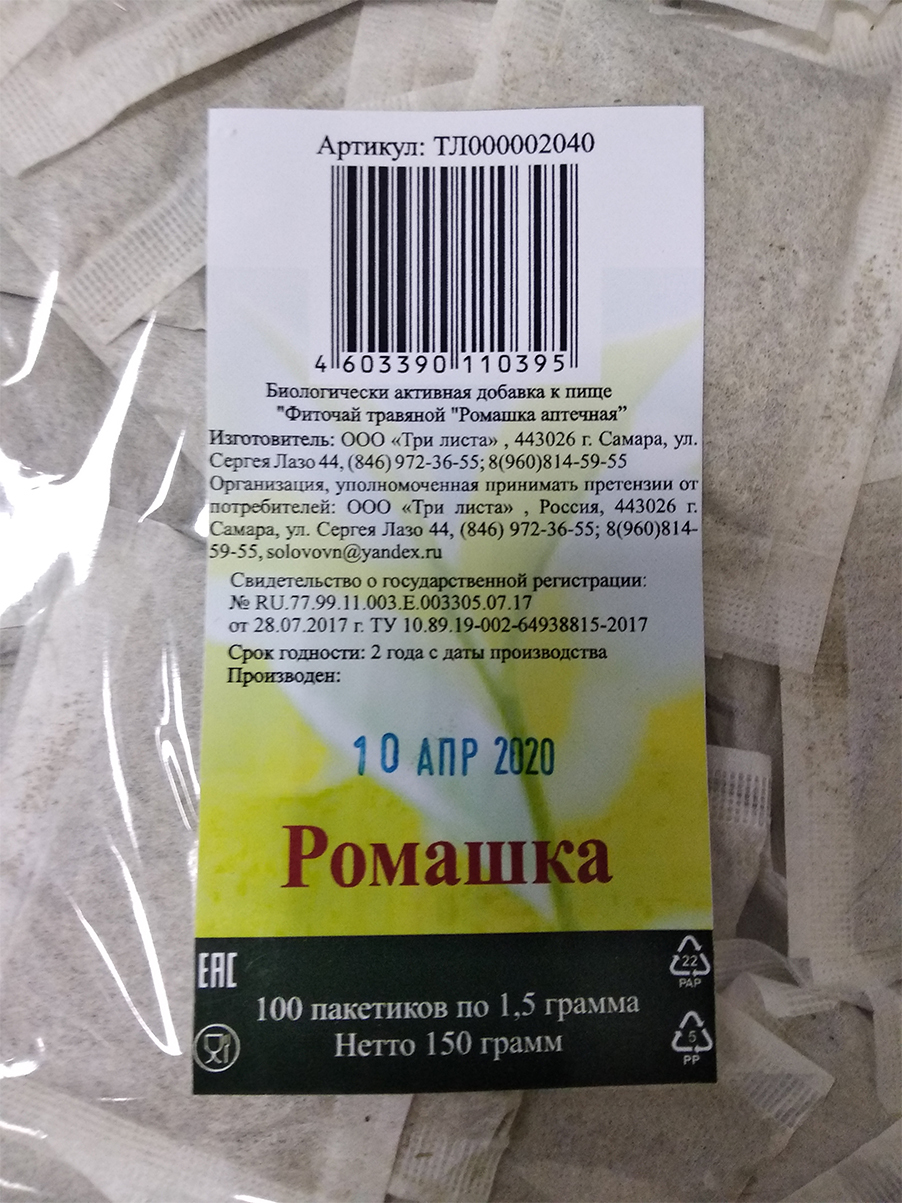 Артикул: ТЛ000002040
4 603390 110395
Биологически активная добавка к пище
"Фиточай травяной "Ромашка аптечная”
Изготовитель: ООО «Три листа» , 443026 г. Самара, ул.
Сергея Лазо 44, (846) 972-36-55; 8(960)814-59-55
Организация, уполномоченная принимать претензии от
потребителей: ООО «Три листа» , Россия, 443026 г.
Самара, ул. Сергея Лазо 44, (846) 972-36-55; 8(960)814-
59-55, solovovn@yandex.ru
Свидетельство о государственной регистрации:
№ RU.77.99.11.003.E.003305.07.17
от 28.07.2017 г. ТУ 10.89.19-002-64938815-2017
Срок годности: 2 года с даты производства
Произведен:
10 АПР 2020
Ромашка
EAC
22
PAP
100 пакетиков по 1,5 грамма
Нетто 150 грамм
5
PP